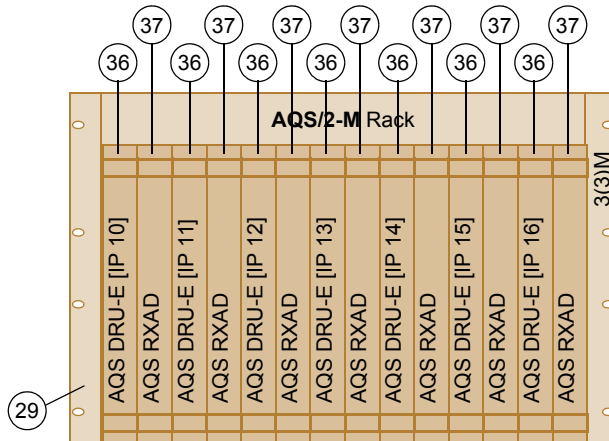 37 37 37 37 37 37 37
36 36 36 36 36 36 36
AQS/2-M Rack
3(3)M
AQS DRU-E [IP 10]
AQS RXAD
AQS DRU-E [IP 11]
AQS RXAD
AQS DRU-E [IP 12]
AQS RXAD
AQS DRU-E [IP 13]
AQS RXAD
AQS DRU-E [IP 14]
AQS RXAD
AQS DRU-E [IP 15]
AQS RXAD
AQS DRU-E [IP 16]
AQS RXAD
29